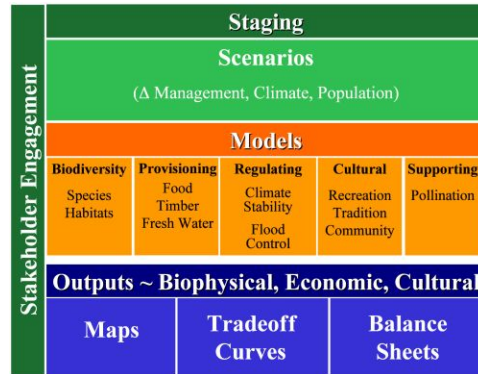 Stakeholder Engagement
Staging
Scenarios
(Δ Management, Climate, Population)
Models
Biodiversity
Species
Habitats
Provisioning
Food
Timber
Fresh Water
Regulating
Climate
Stability
Flood
Control
Cultural
Recreation
Tradition
Community
Supporting
Pollination
Outputs ~ Biophysical, Economic, Cultural
Maps
Tradeoff
Curves
Balance
Sheets